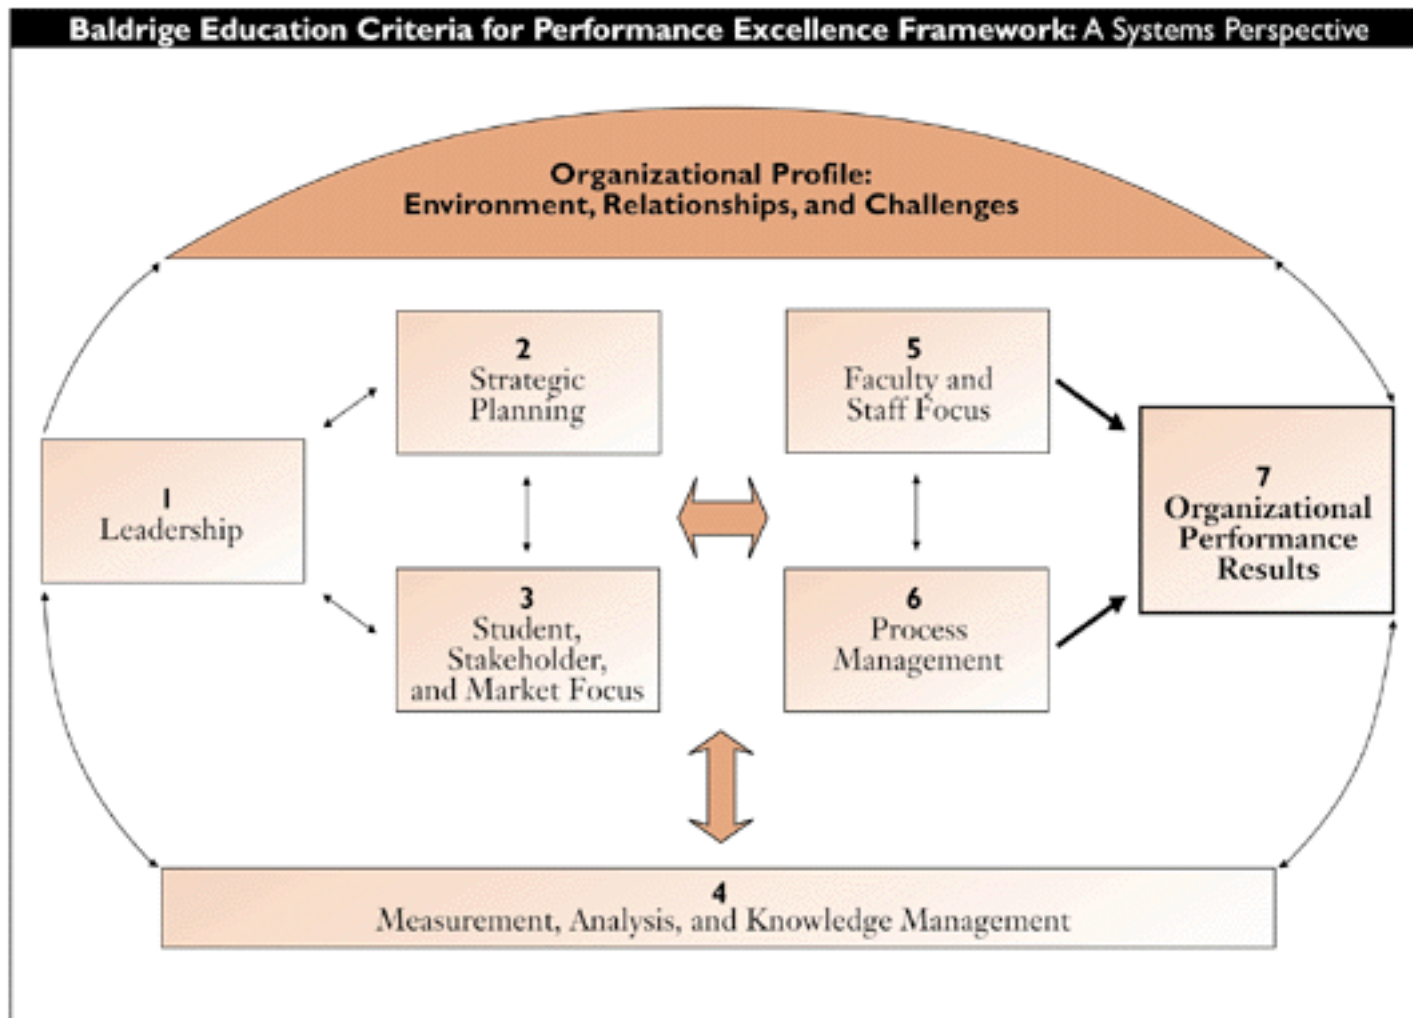 Baldrige Education Criteria for Performance Excellence Framework: A Systems Perspective
Organizational Profile:
Environment, Relationships, and Challenges
2
Strategic
Planning
5
Faculty and
Staff Focus
1
Leadership
7
Organizational
Performance
Results
3
Student,
Stakeholder,
and Market Focus
6
Process
Management
4
Measurement, Analysis, and Knowledge Management